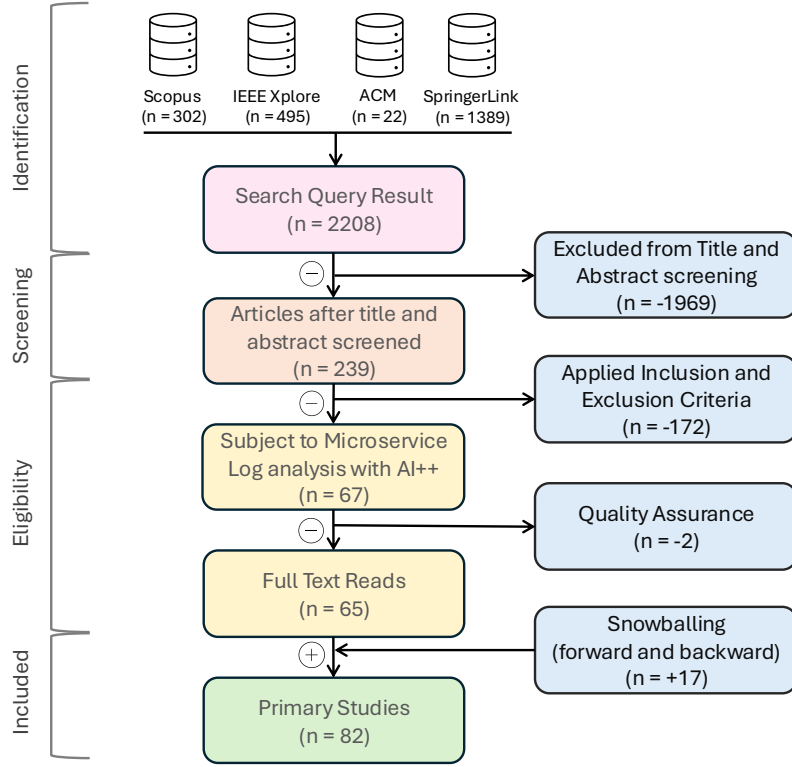 Identification
Scopus
(n = 302)
IEEE Xplore
(n = 495)
ACM
(n = 22)
SpringerLink
(n = 1389)
Search Query Result
(n = 2208)
−
Excluded from Title and
Abstract screening
(n = -1969)
Screening
Articles after title and
abstract screened
(n = 239)
−
Applied Inclusion and
Exclusion Criteria
(n = -172)
Eligibility
Subject to Microservice
Log analysis with AI++
(n = 67)
−
Quality Assurance
(n = -2)
Full Text Reads
(n = 65)
Included
+
Snowballing
(forward and backward)
(n = +17)
Primary Studies
(n = 82)